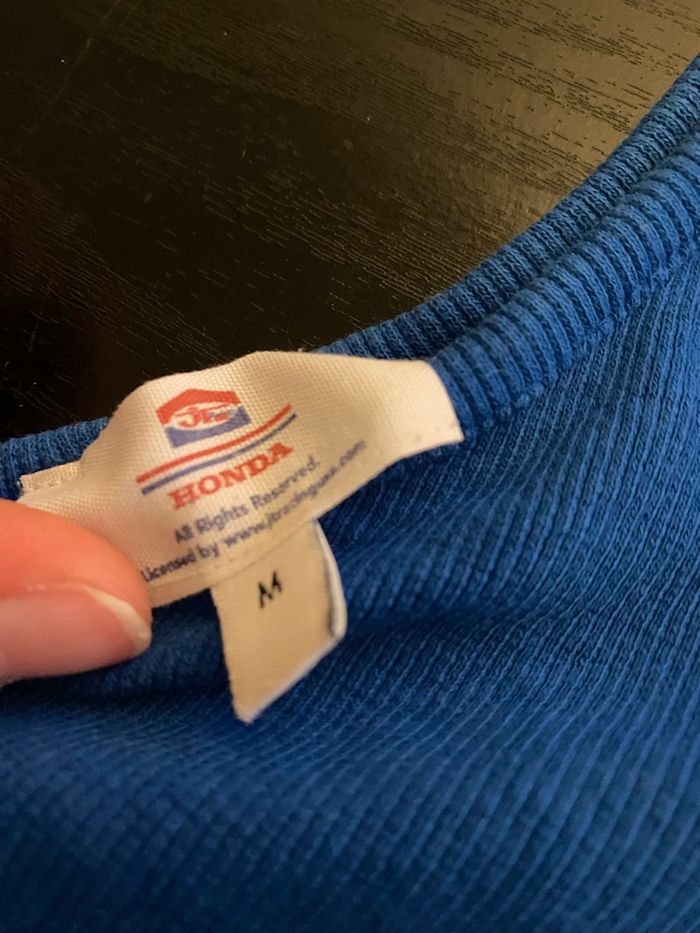 JT
HONDA
All Rights Reserved.
Licensed by www.jtracingusa.com
M